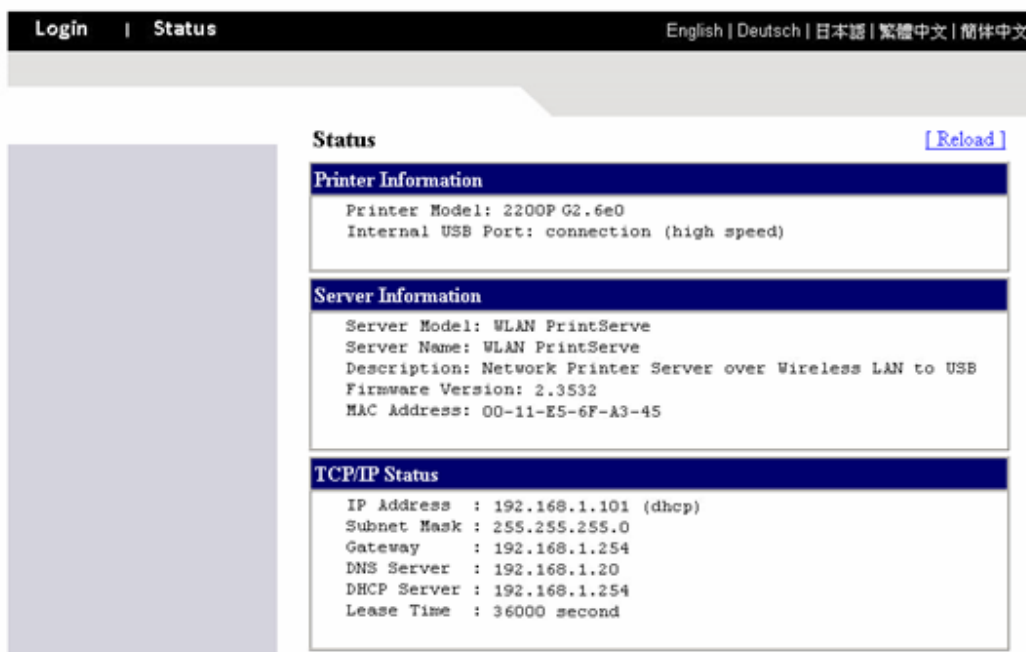 Login | Status English | Deutsch | 日本語 | 繁體中文 | 簡体中文
Status [ Reload ]
Printer Information
Printer Model: 2200P G2.6e0
Internal USB Port: connection (high speed)
Server Information
Server Model: WLAN PrintServe
Server Name: WLAN PrintServe
Description: Network Printer Server over Wireless LAN to USB
Firmware Version: 2.3532
MAC Address: 00-11-E5-6F-A3-45
TCP/IP Status
IP Address : 192.168.1.101 (dhcp)
Subnet Mask : 255.255.255.0
Gateway : 192.168.1.254
DNS Server : 192.168.1.20
DHCP Server : 192.168.1.254
Lease Time : 36000 second